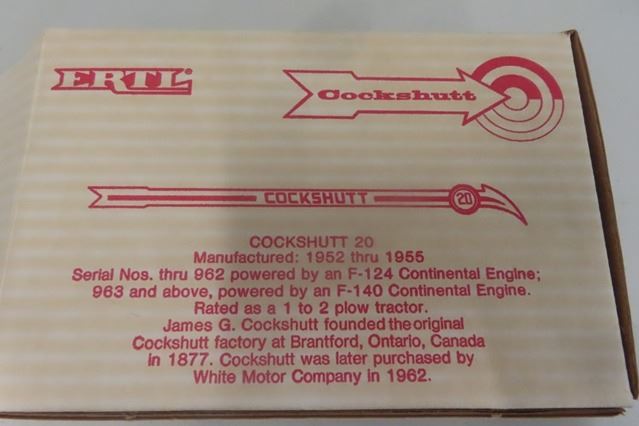 ERTL
Cockshutt
COCKSHUTT 20
COCKSHUTT 20
Manufactured: 1952 thru 1955
Serial Nos. thru 962 powered by an F-124 Continental Engine;
963 and above, powered by an F-140 Continental Engine.
Rated as a 1 to 2 plow tractor.
James G. Cockshutt founded the original
Cockshutt factory at Brantford, Ontario, Canada
in 1877. Cockshutt was later purchased by
White Motor Company in 1962.